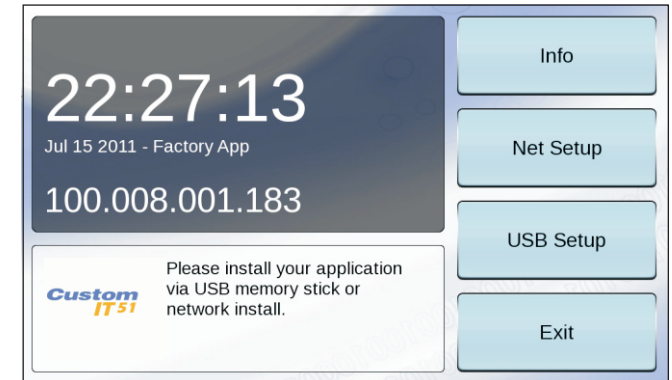 22:27:13
Jul 15 2011 - Factory App
100.008.001.183
Custom
IT51
Please install your application
via USB memory stick or
network install.
Info
Net Setup
USB Setup
Exit